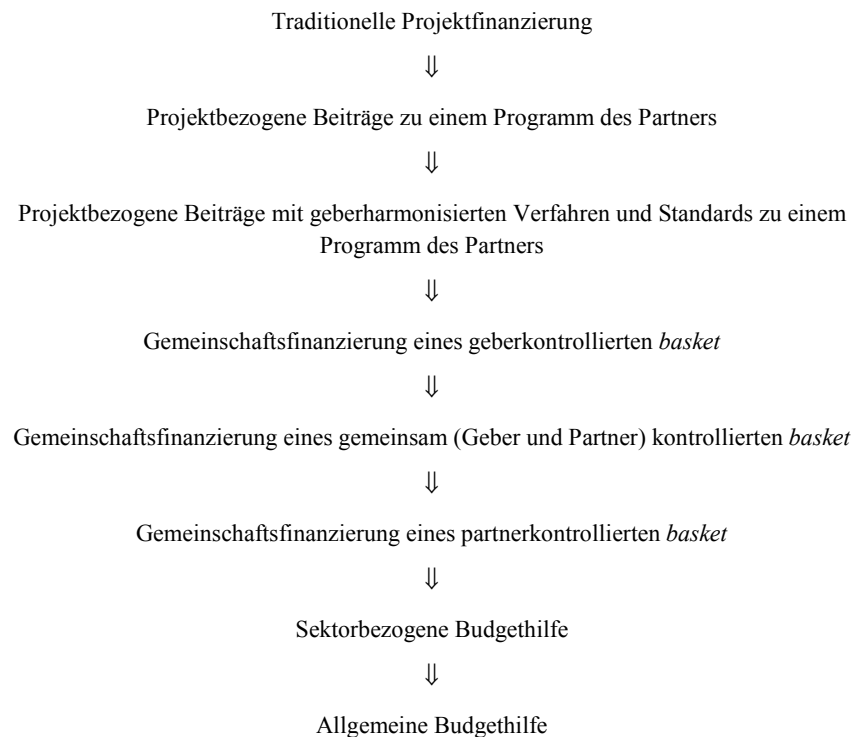 Traditionelle Projektfinanzierung
⇓
Projektbezogene Beiträge zu einem Programm des Partners
⇓
Projektbezogene Beiträge mit geberharmonisierten Verfahren und Standards zu einem
Programm des Partners
⇓
Gemeinschaftsfinanzierung eines geberkontrollierten basket
⇓
Gemeinschaftsfinanzierung eines gemeinsam (Geber und Partner) kontrollierten basket
⇓
Gemeinschaftsfinanzierung eines partnerkontrollierten basket
⇓
Sektorbezogene Budgethilfe
⇓
Allgemeine Budgethilfe